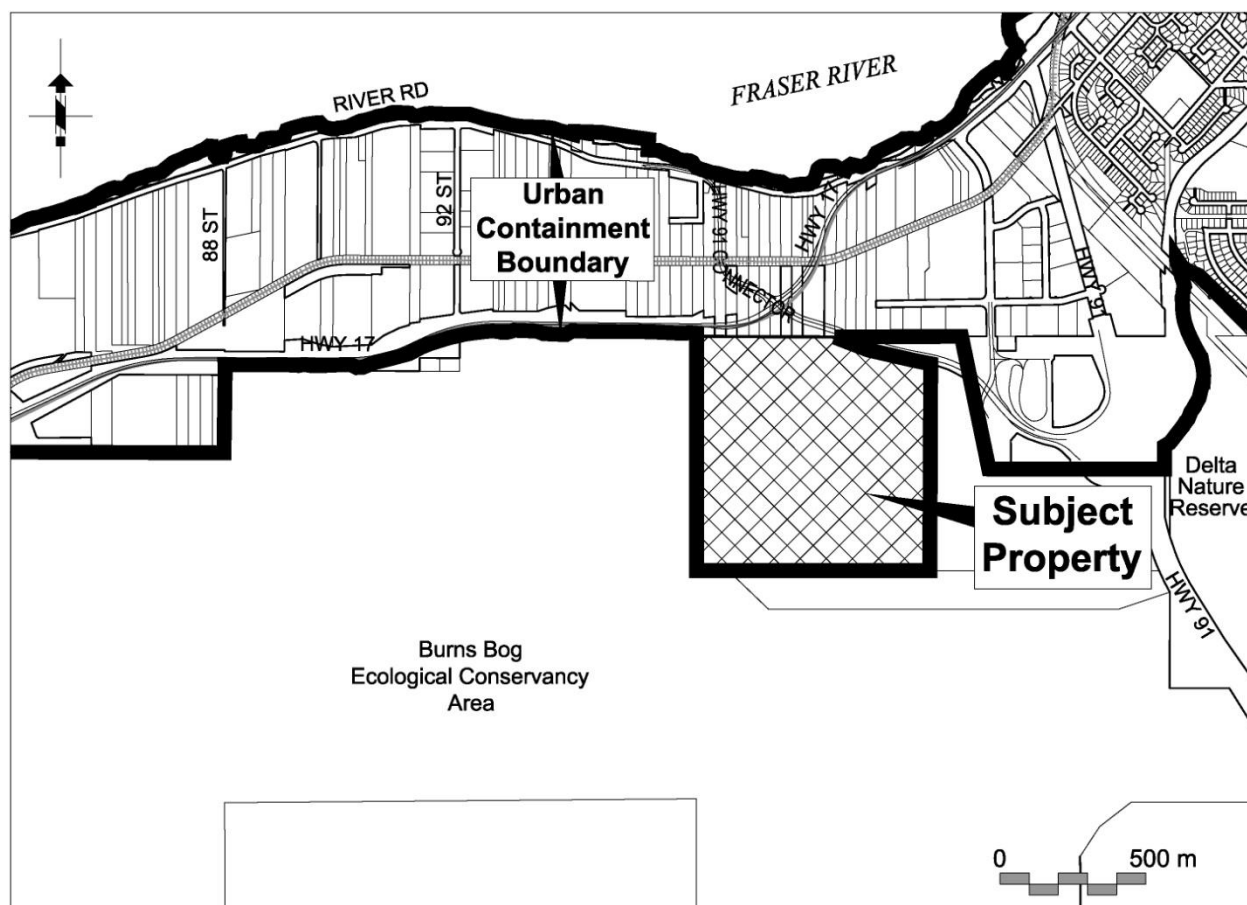 FRASER RIVER
RIVER RD
88 ST
92 ST
Urban
Containment
Boundary
HWY 91 CONNECTOR
HWY 17
HWY 91
HWY 17
Delta
Nature
Reserve
Subject
Property
HWY 91
Burns Bog
Ecological Conservancy
Area
0 500 m